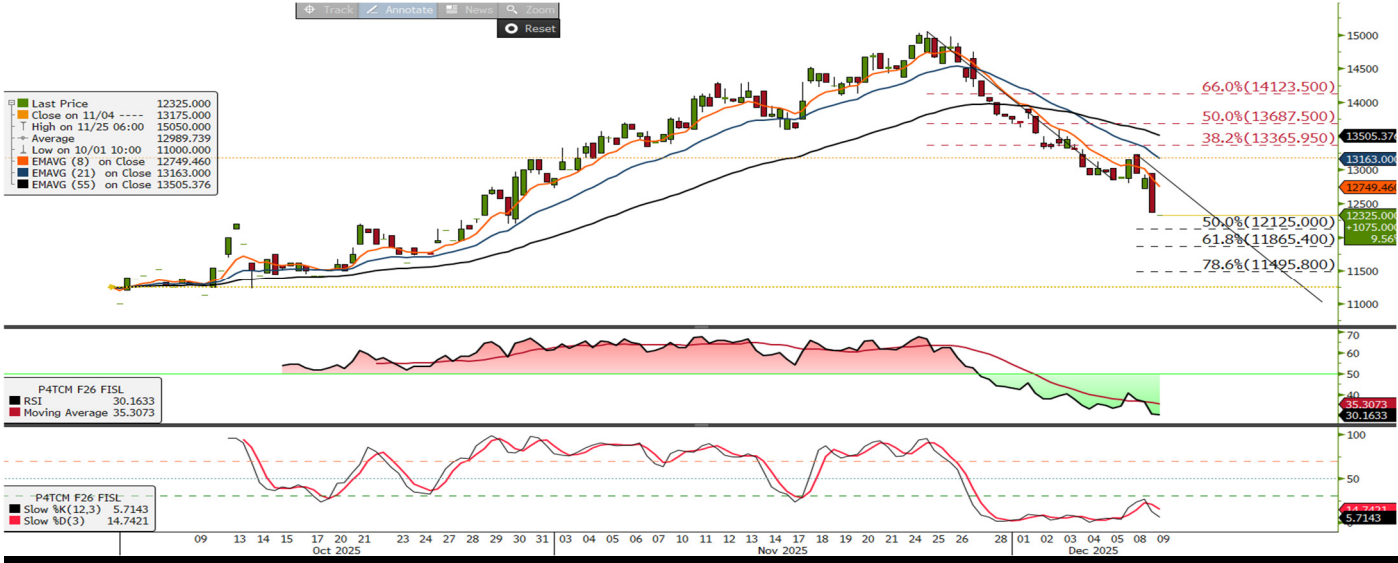 Track Annotate News Zoom
Reset
Last Price 12325.000
Close on 11/04 ---- 13175.000
High on 11/25 06:00 15050.000
Average 12989.739
Low on 10/01 10:00 11000.000
EMAVG (8) on Close 12749.460
EMAVG (21) on Close 13163.000
EMAVG (55) on Close 13505.376
66.0%(14123.500)
50.0%(13687.500)
38.2%(13365.950)
50.0%(12125.000)
61.8%(11865.400)
78.6%(11495.800)
15000
14500
14000
13505.376
13163.000
13000
12749.460
12500
12325.000
+1075.000
9.56%
11500
11000
P4TCM F26 FISL
RSI 30.1633
Moving Average 35.3073
70
60
50
40
35.3073
30.1633
P4TCM F26 FISL
Slow %K(12,3) 5.7143
Slow %D(3) 14.7421
100
50
14.7421
5.7143
09 13 14 15 17 20 21 23 24 27 28 29 30 31 03 04 05 06 07 10 11 12 13 14 17 18 19 20 21 24 25 26 28 01 02 03 04 05 08 09
Oct 2025 Nov 2025 Dec 2025